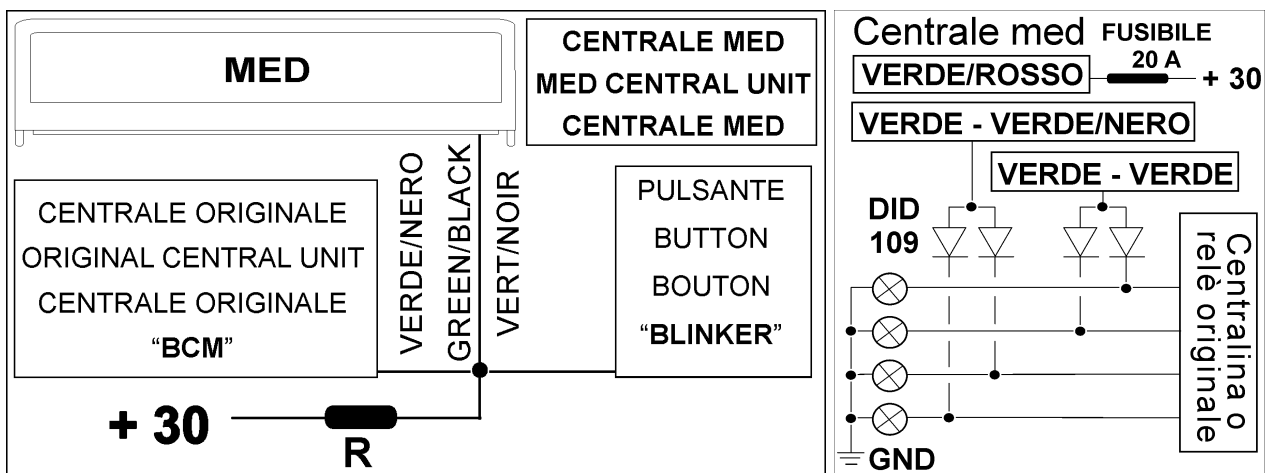 MED
CENTRALE MED
MED CENTRAL UNIT
CENTRALE MED
CENTRALE ORIGINALE
ORIGINAL CENTRAL UNIT
CENTRALE ORIGINALE
“BCM”
VERDE/NERO
GREEN/BLACK
VERT/NOIR
PULSANTE
BUTTON
BOUTON
“BLINKER”
+ 30
R
Centrale med
FUSIBILE
20 A
VERDE/ROSSO
+ 30
VERDE - VERDE/NERO
VERDE - VERDE
DID
109
Centralina o
relè originale
GND